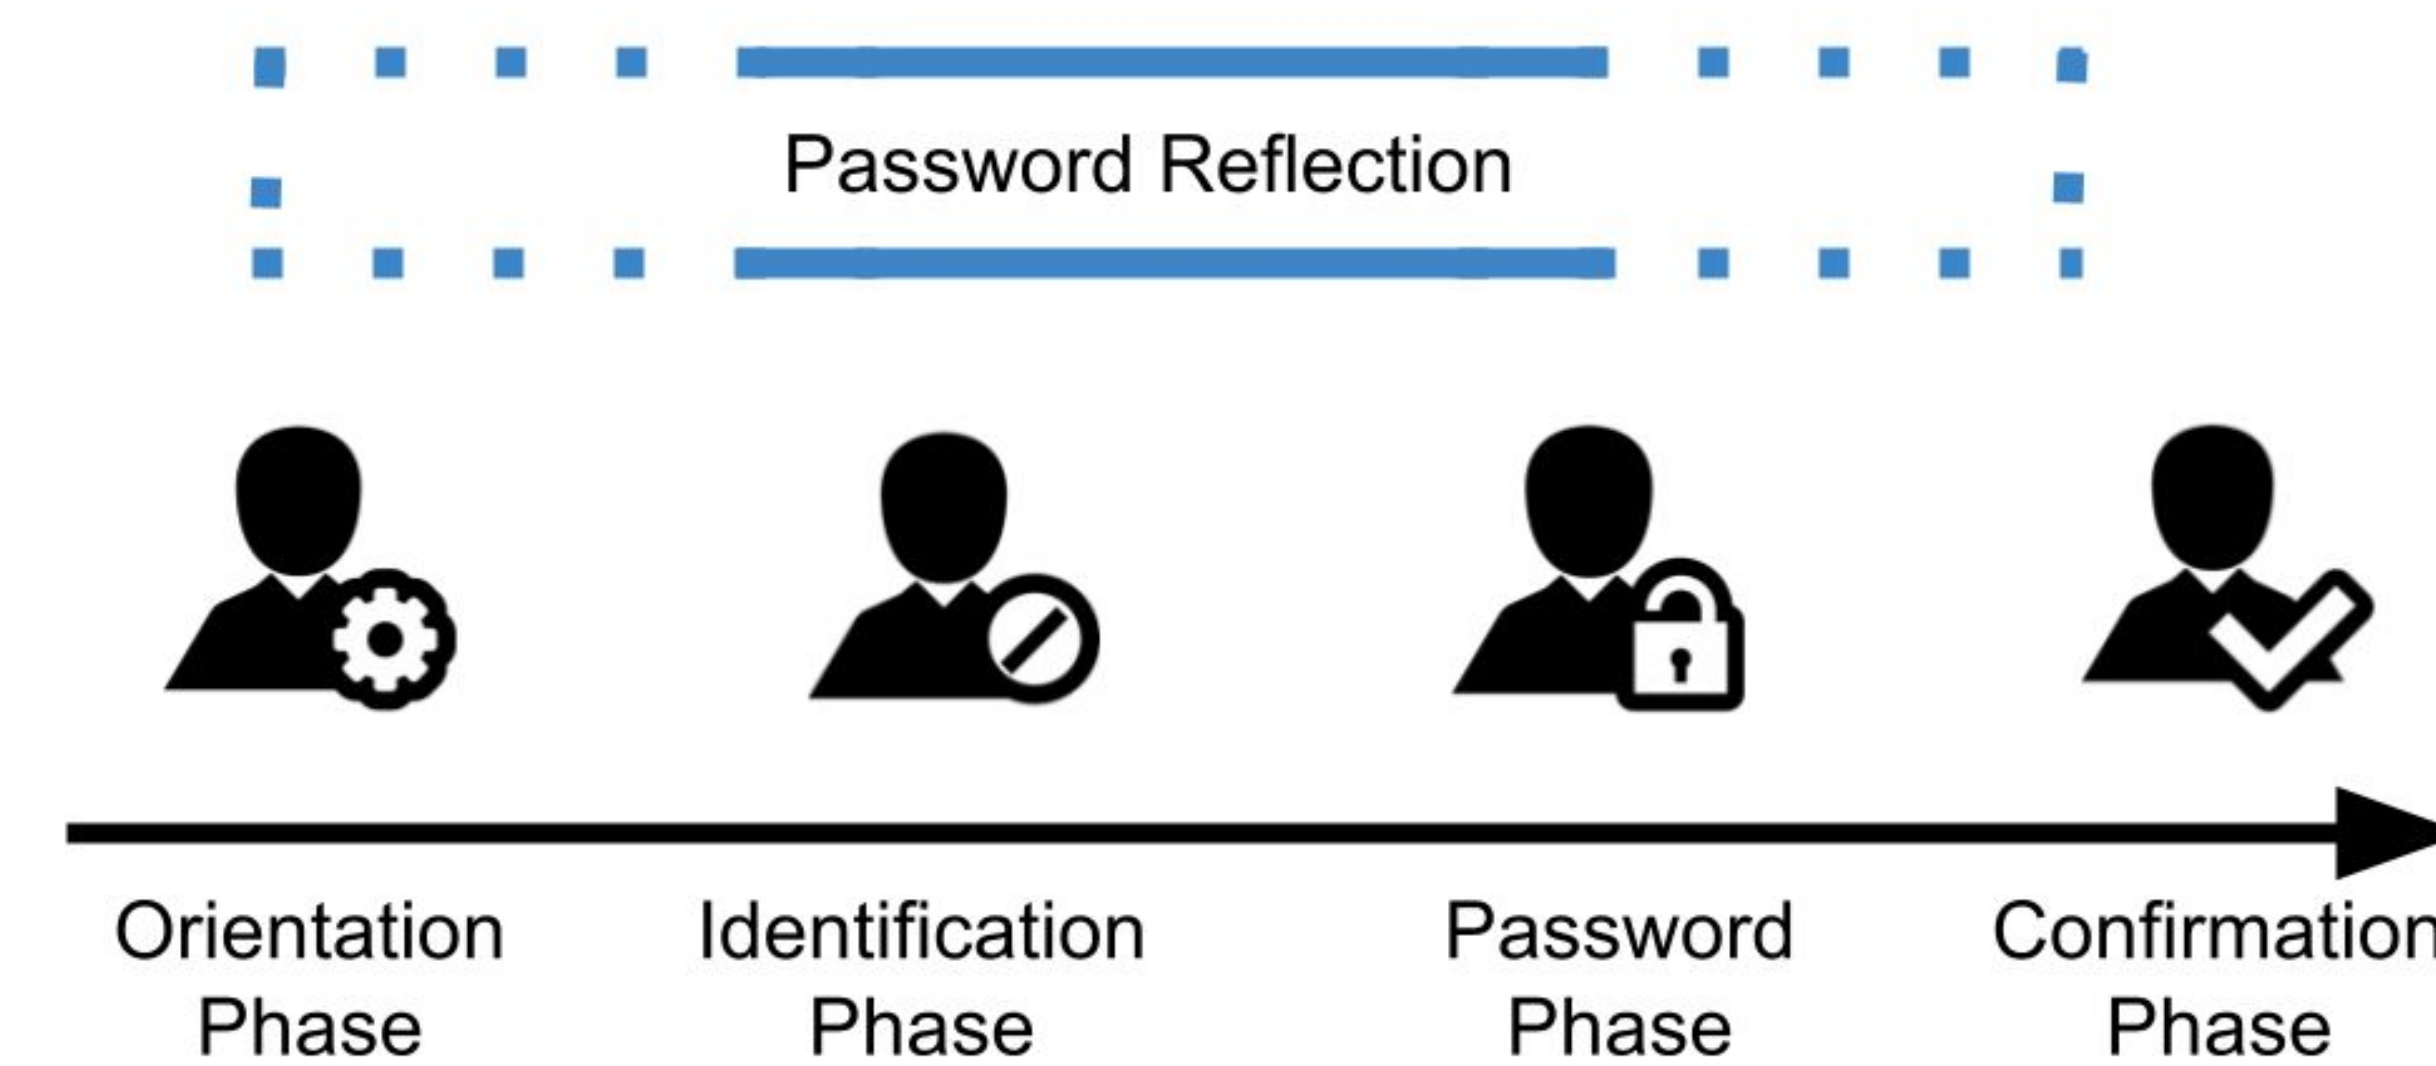 Password Reflection
Orientation Identification Password Confirmation
Phase Phase Phase Phase